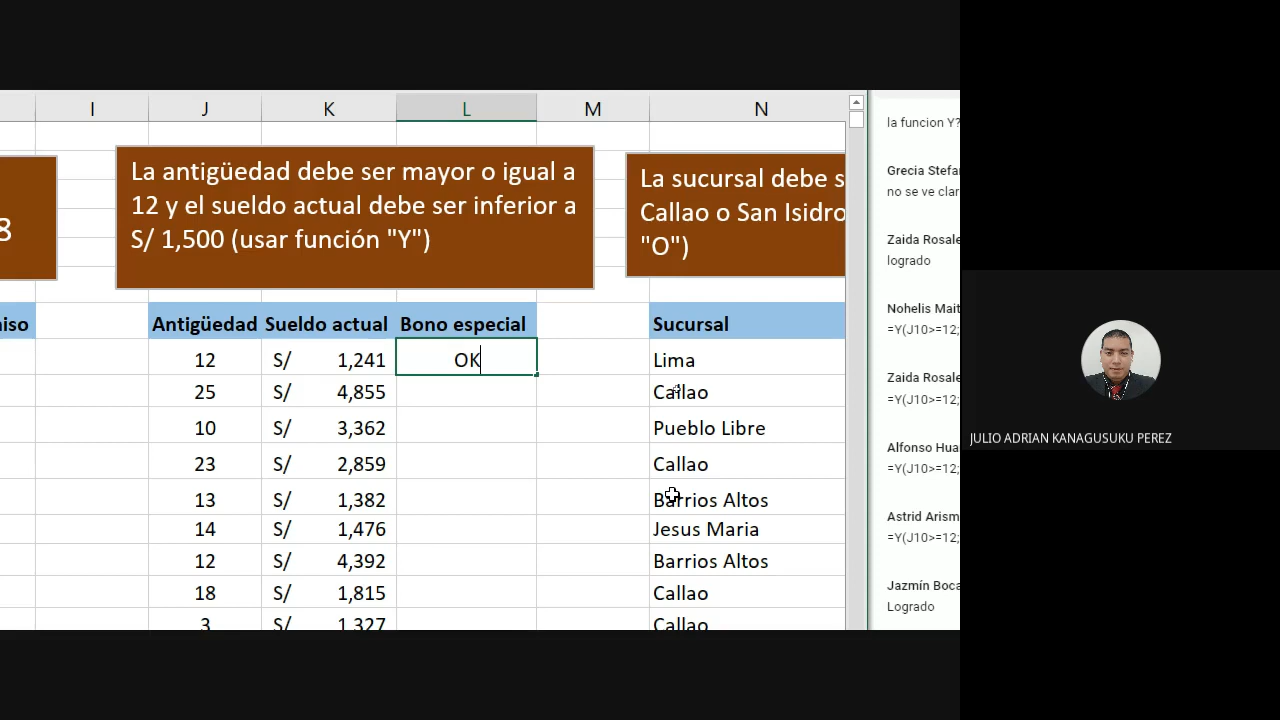 I J K L M N
8
La antigüedad debe ser mayor o igual a
12 y el sueldo actual debe ser inferior a
S/ 1,500 (usar función "Y")
La sucursal debe s
Callao o San Isidro
"O")
iso Antigüedad Sueldo actual Bono especial Sucursal
12 S/ 1,241 OK Lima
25 S/ 4,855 Callao
10 S/ 3,362 Pueblo Libre
23 S/ 2,859 Callao
13 S/ 1,382 Barrios Altos
14 S/ 1,476 Jesus Maria
12 S/ 4,392 Barrios Altos
18 S/ 1,815 Callao
3 S/ 1,327 Callao
la funcion Y?
Grecia Stefa
no se ve clar
Zaida Rosale
logrado
Nohelis Mait
=Y(J10>=12;
Zaida Rosale
=Y(J10>=12;
Alfonso Hua
=Y(J10>=12;
Astrid Arism
=Y(J10>=12;
Jazmín Boca
Logrado
JULIO ADRIAN KANAGUSUKU PEREZ